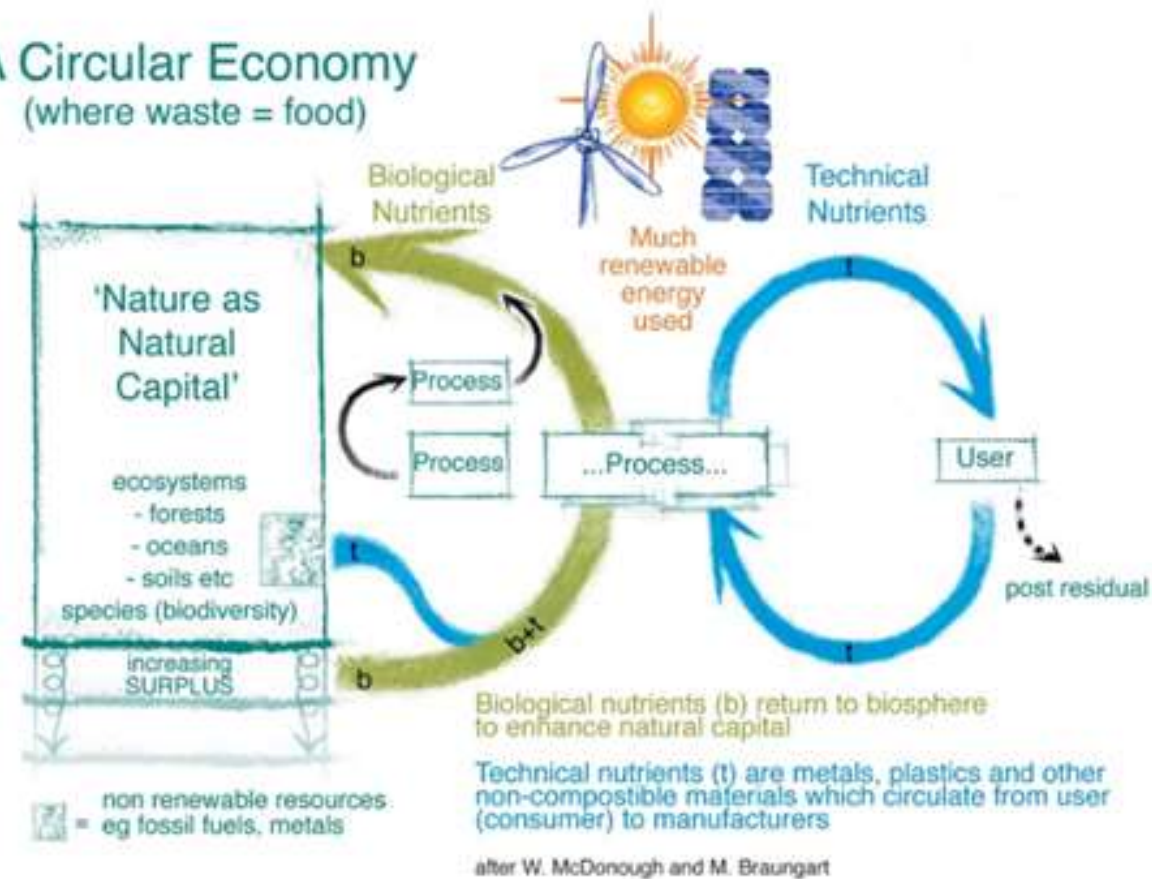 A Circular Economy
(where waste = food)
Biological
Nutrients
Technical
Nutrients
Much
renewable
energy
used
b
t
'Nature as
Natural
Capital'
Process
Process
...Process...
User
ecosystems
- forests
- oceans
- soils etc
species (biodiversity)
t
b+t
t
post residual
increasing
SURPLUS
b
Biological nutrients (b) return to biosphere
to enhance natural capital
Technical nutrients (t) are metals, plastics and other
non-compostible materials which circulate from user
(consumer) to manufacturers
= non renewable resources
eg fossil fuels, metals
after W. McDonough and M. Braungart